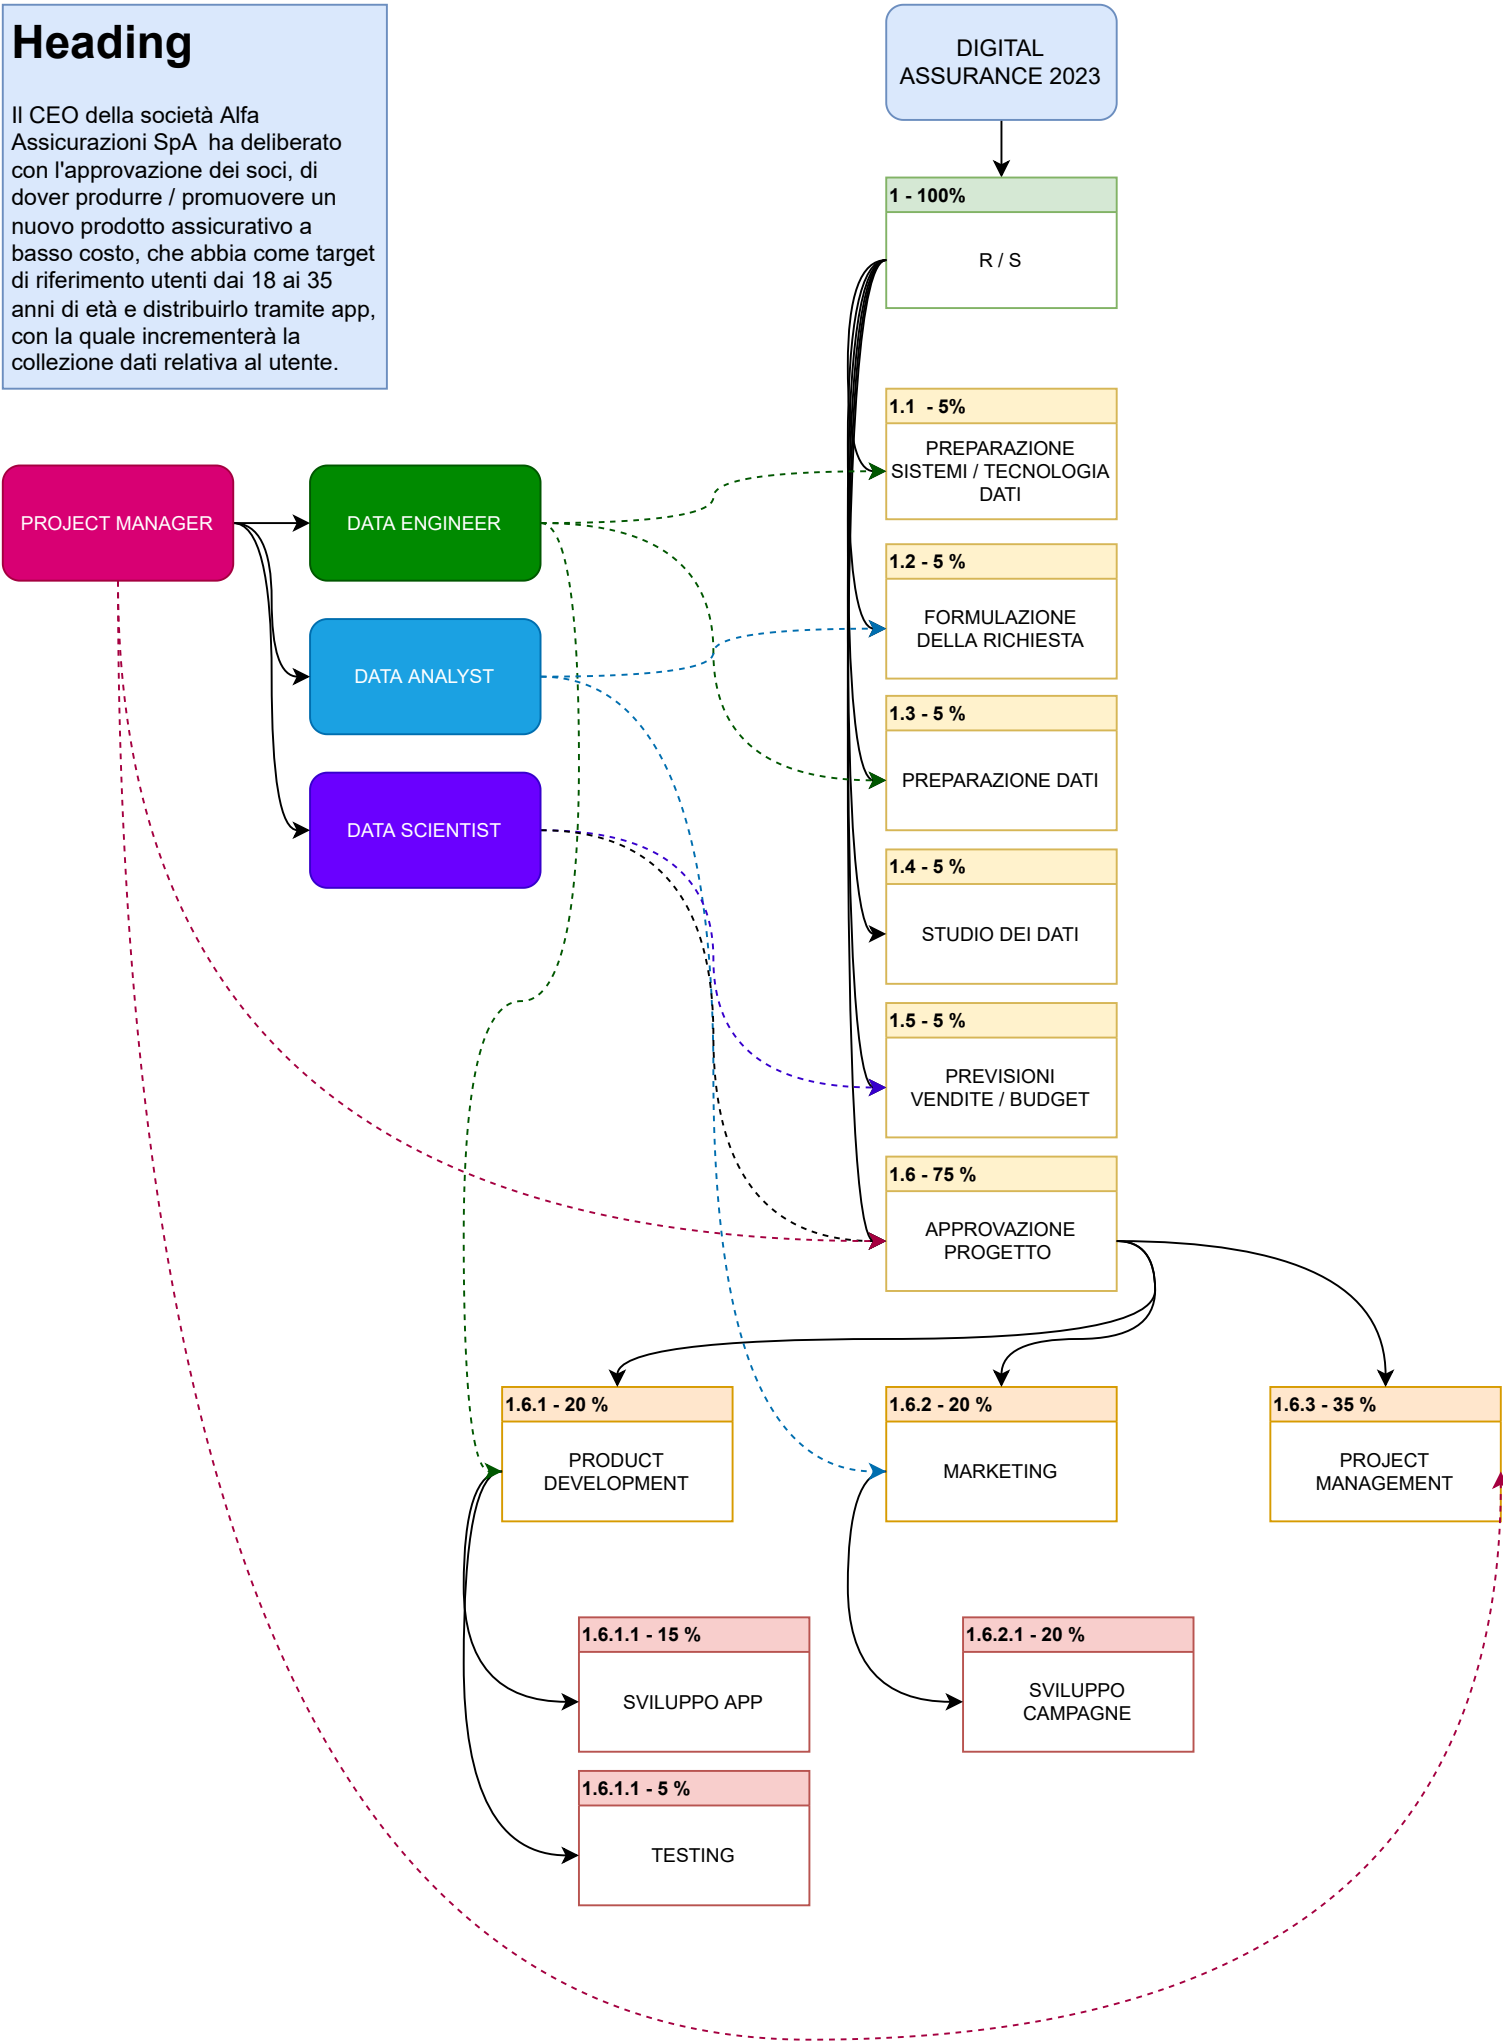 Heading
Il CEO della società Alfa
Assicurazioni SpA  ha deliberato
con l'approvazione dei soci, di
dover produrre / promuovere un
nuovo prodotto assicurativo a
basso costo, che abbia come target
di riferimento utenti dai 18 ai 35
anni di età e distribuirlo tramite app,
con la quale incrementerà la
collezione dati relativa al utente.
DIGITAL
ASSURANCE 2023
1 - 100%
R / S
1.1  - 5%
PREPARAZIONE
SISTEMI / TECNOLOGIA
DATI
PROJECT MANAGER
DATA ENGINEER
DATA ANALYST
DATA SCIENTIST
1.2 - 5 %
FORMULAZIONE
DELLA RICHIESTA
1.3 - 5 %
PREPARAZIONE DATI
1.4 - 5 %
STUDIO DEI DATI
1.5 - 5 %
PREVISIONI
VENDITE / BUDGET
1.6 - 75 %
APPROVAZIONE
PROGETTO
1.6.1 - 20 %
PRODUCT
DEVELOPMENT
1.6.2 - 20 %
MARKETING
1.6.3 - 35 %
PROJECT
MANAGEMENT
1.6.1.1 - 15 %
SVILUPPO APP
1.6.2.1 - 20 %
SVILUPPO
CAMPAGNE
1.6.1.1 - 5 %
TESTING